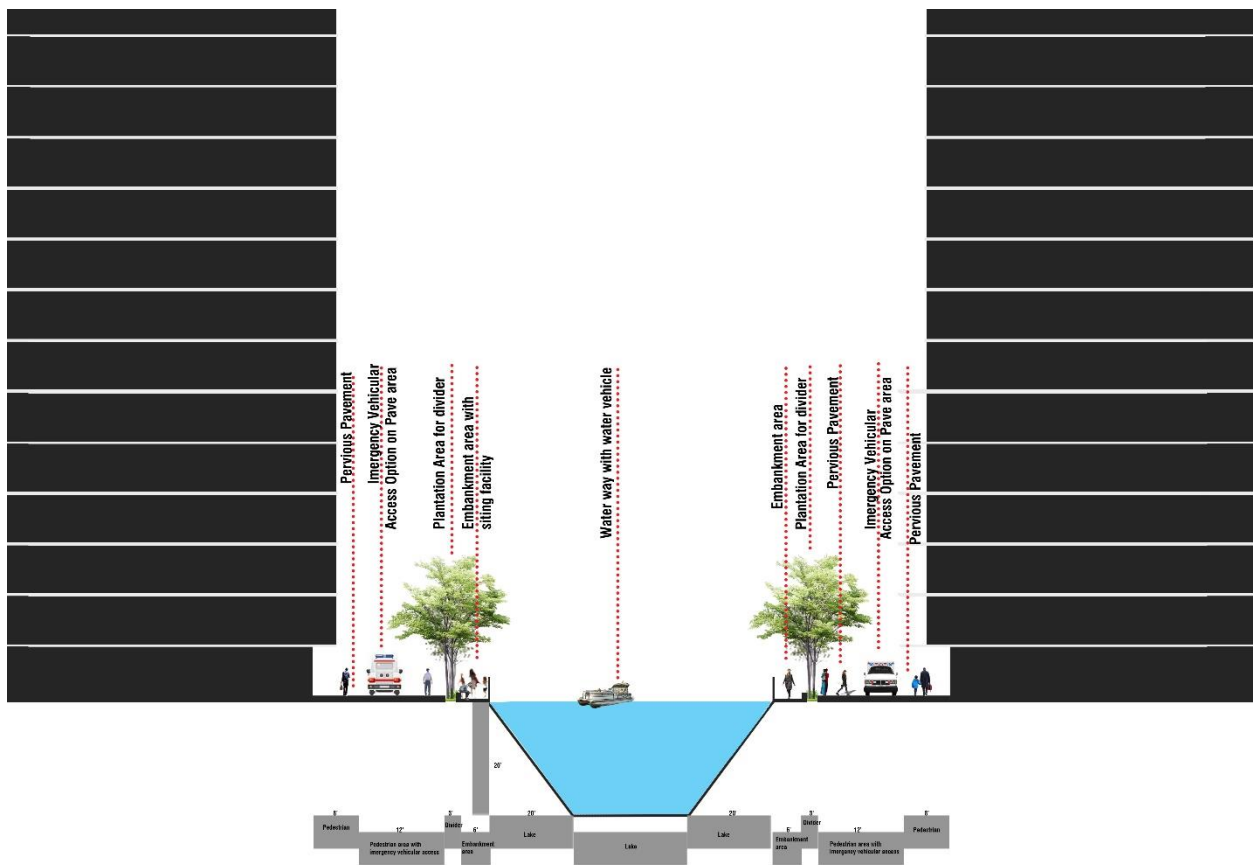 Pervious Pavement
Imergency Vehicular
Access Option on Pave area
Plantation Area for divider
Embankment area with
siting facility
Water way with water vehicle
Embankment area
Plantation Area for divider
Pervious Pavement
Imergency Vehicular
Access Option on Pave area
Pervious Pavement
20'
8'
Pedestrian
12'
Pedestrian area with
imergency vehicular access
3'
Divider
6'
Embankment
area
20'
Lake
Lake
20'
Lake
6'
Embankment
area
3'
Divider
12'
Pedestrian area with
imergency vehicular access
8'
Pedestrian